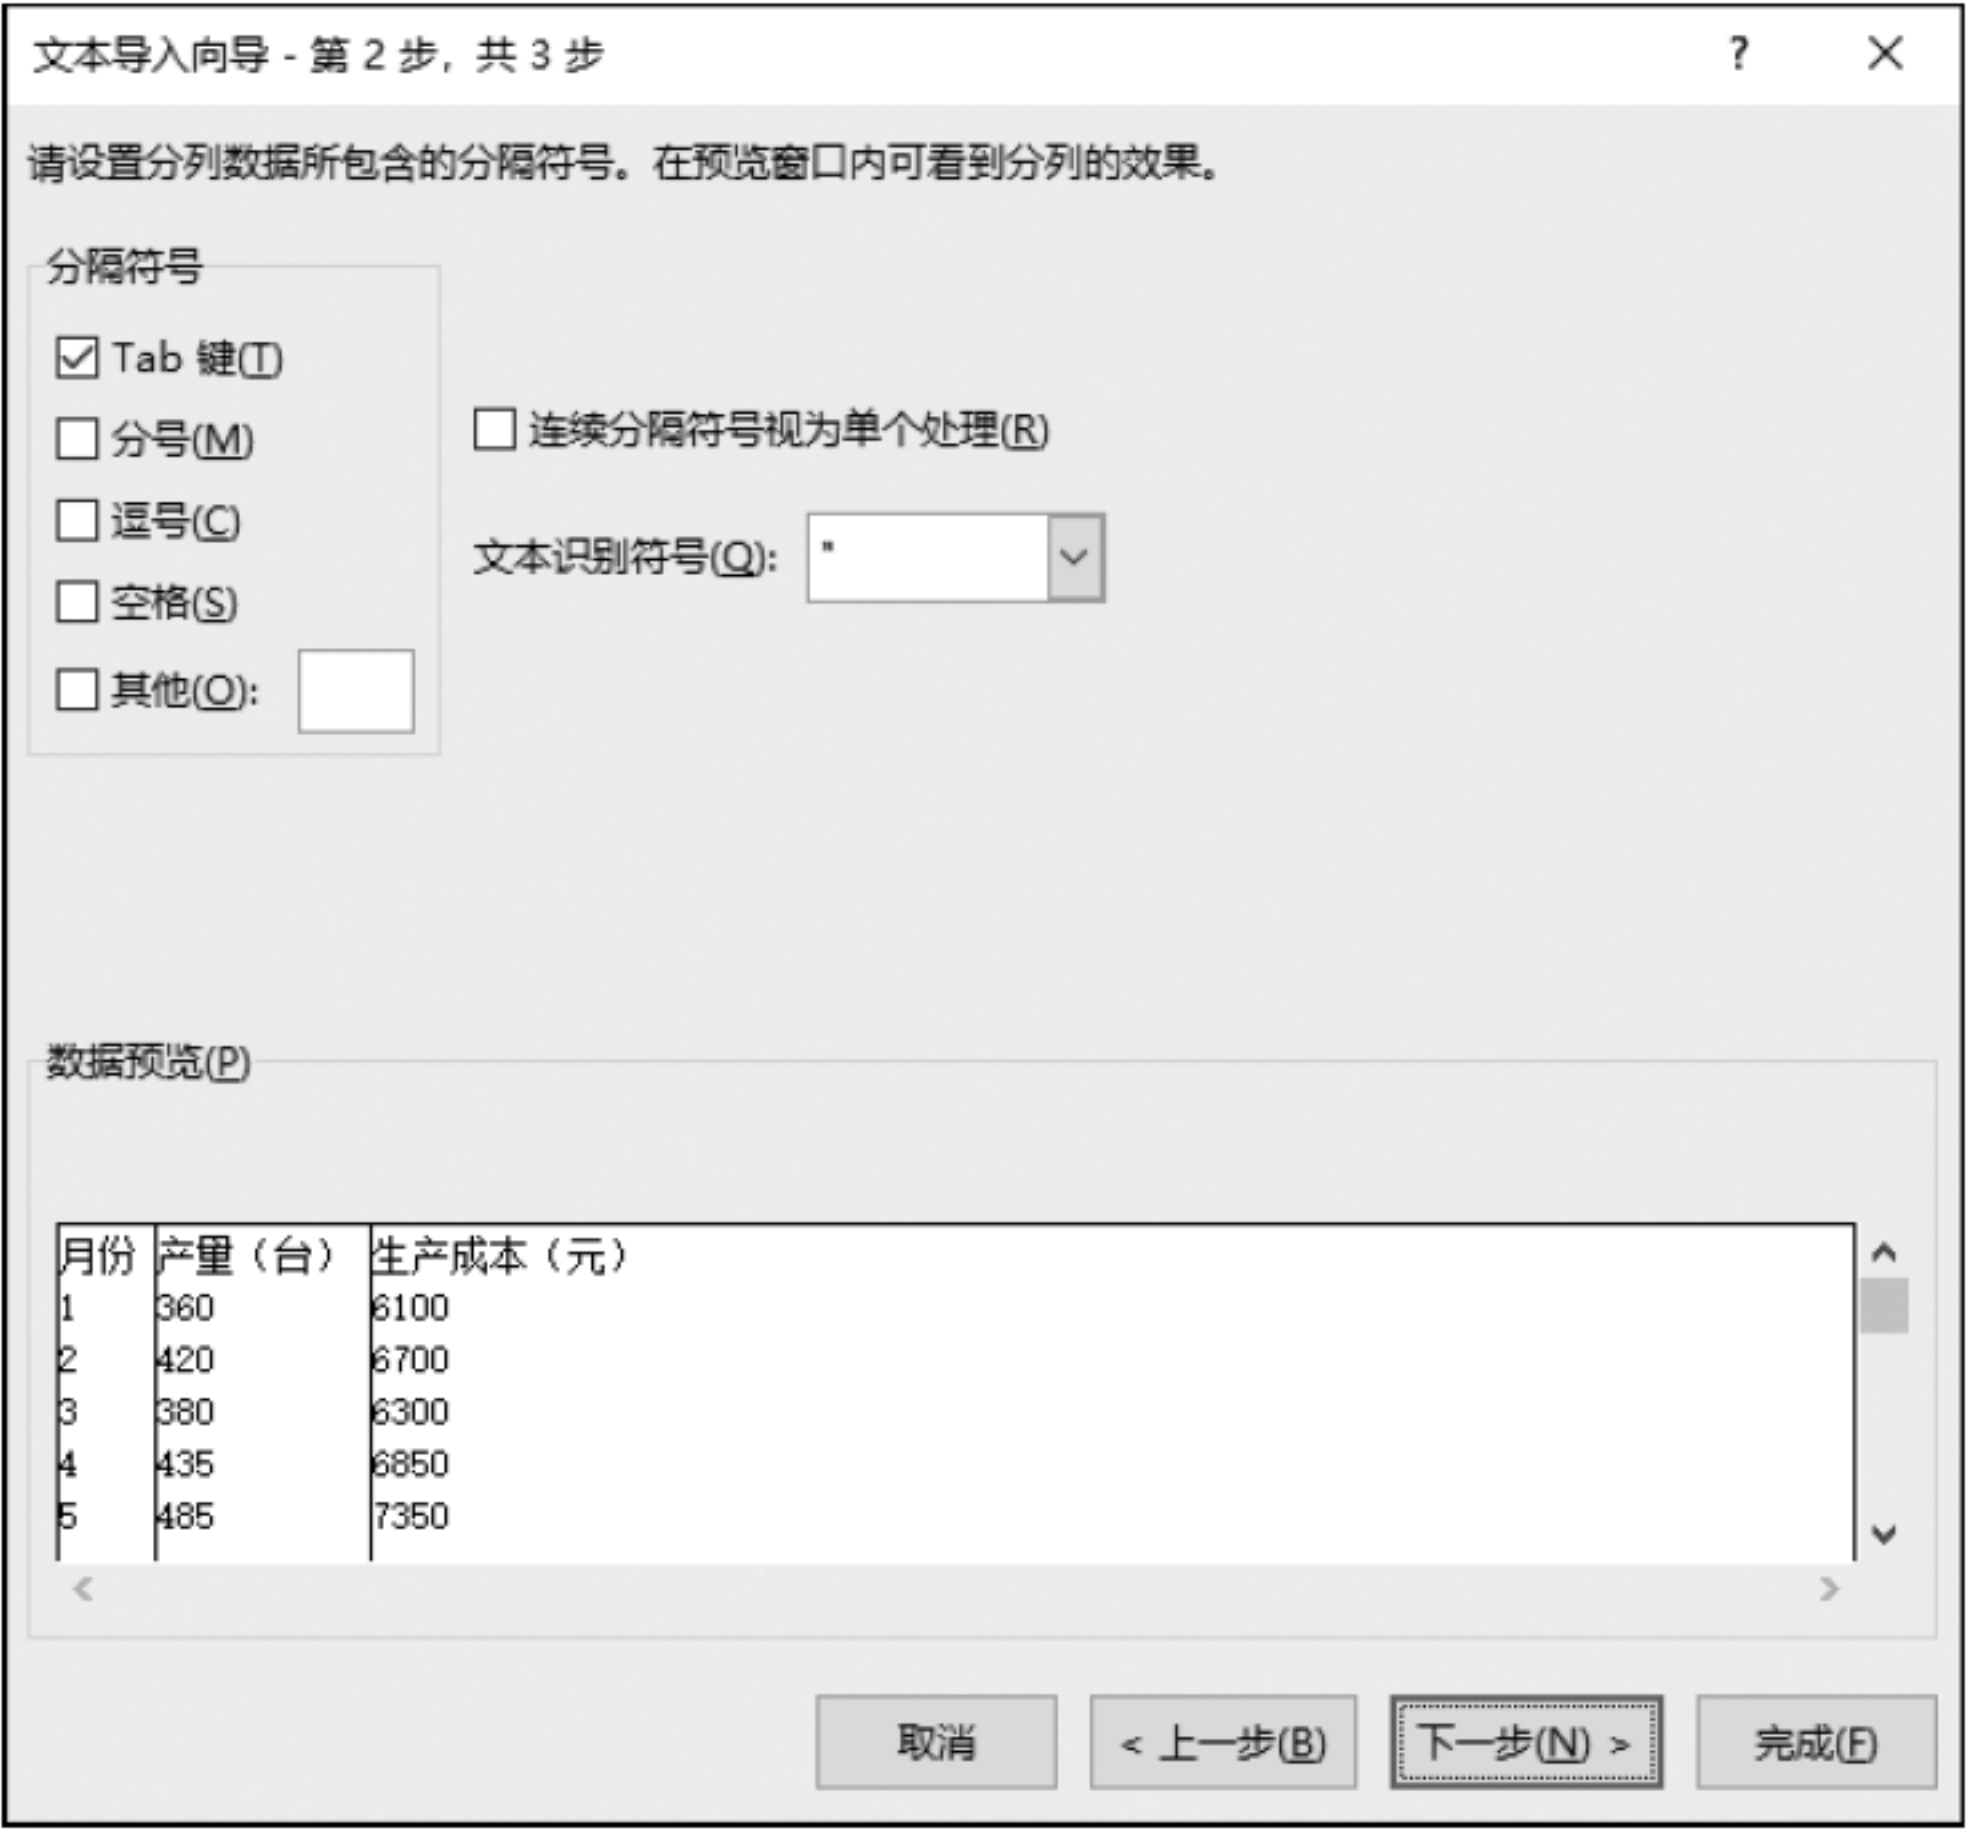 文本导入向导 - 第 2 步，共 3 步
请设置分列数据所包含的分隔符号。在预览窗口内可看到分列的效果。
分隔符号
Tab 键(T)
分号(M)
逗号(C)
空格(S)
其他(O):
连续分隔符号视为单个处理(R)
文本识别符号(Q): "
数据预览(P)
月份 产量（台） 生产成本（元）
1 360 6100
2 420 6700
3 380 6300
4 435 6850
5 485 7350
取消 < 上一步(B) 下一步(N) > 完成(F)